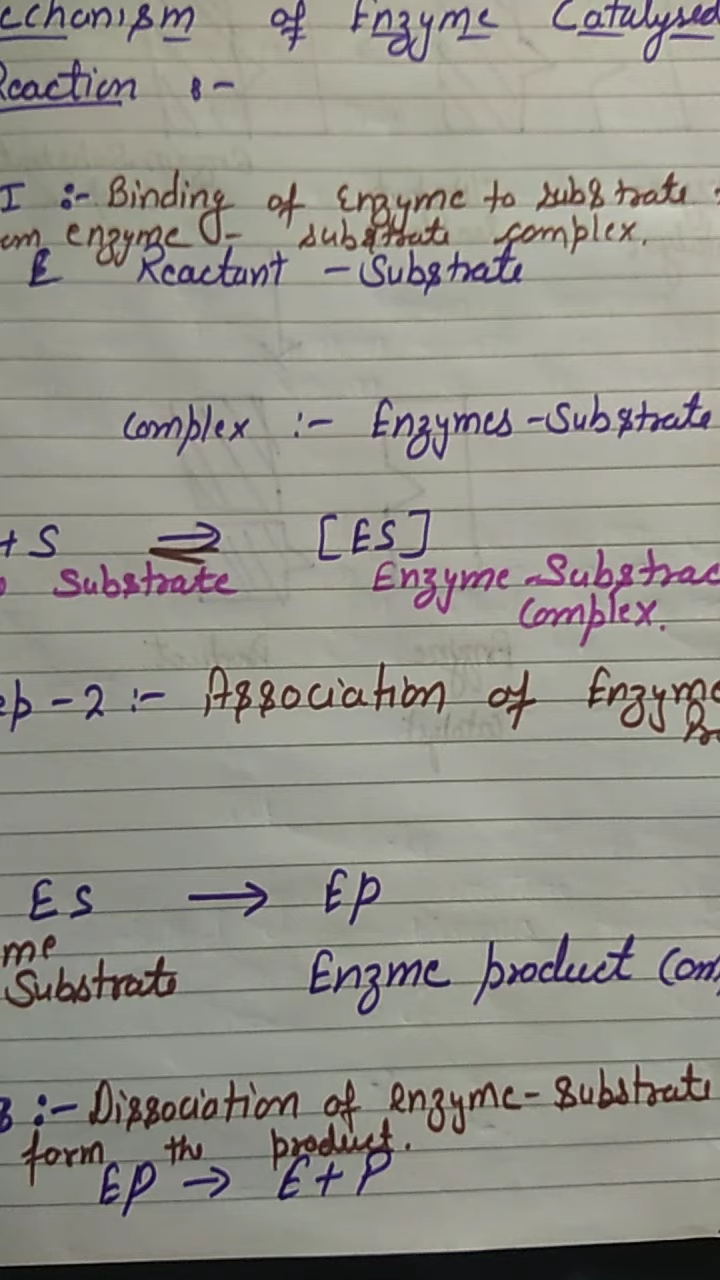 echanism of Enzyme Catalysed
Reaction :-
I :- Binding of Enzyme to substrate
enzyme - substrate complex.
E Reactant - Substrate
Complex :- Enzymes - Substrate
+ S ⇌ [ES]
Substrate Enzyme - Substrac
Complex.
ep - 2 :- Association of Enzyme
ES → EP
me
Substrate Enzme product Com
3 :- Dissociation of enzyme - substrate
form the product.
EP → E + P